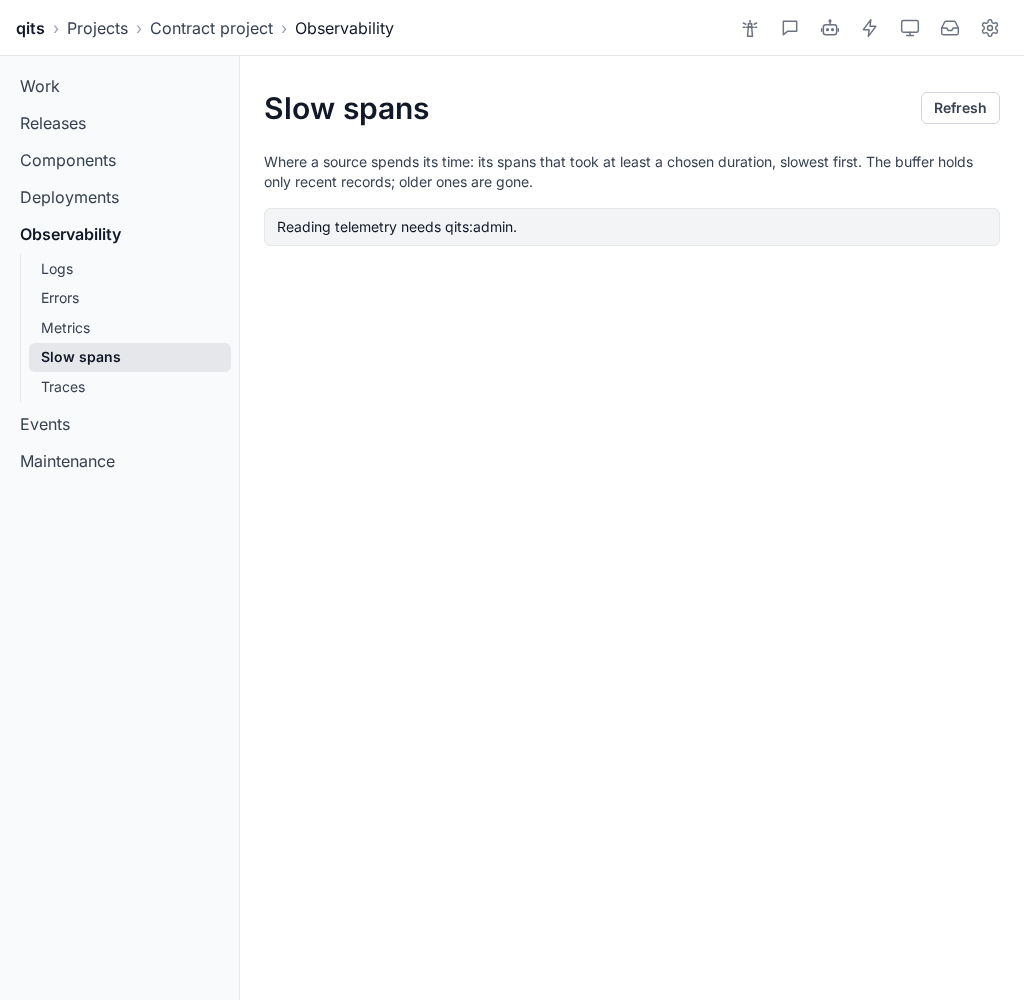 qits › Projects › Contract project › Observability
Work
Releases
Components
Deployments
Observability
Logs
Errors
Metrics
Slow spans
Traces
Events
Maintenance
Slow spans
Refresh
Where a source spends its time: its spans that took at least a chosen duration, slowest first. The buffer holds
only recent records; older ones are gone.
Reading telemetry needs qits:admin.